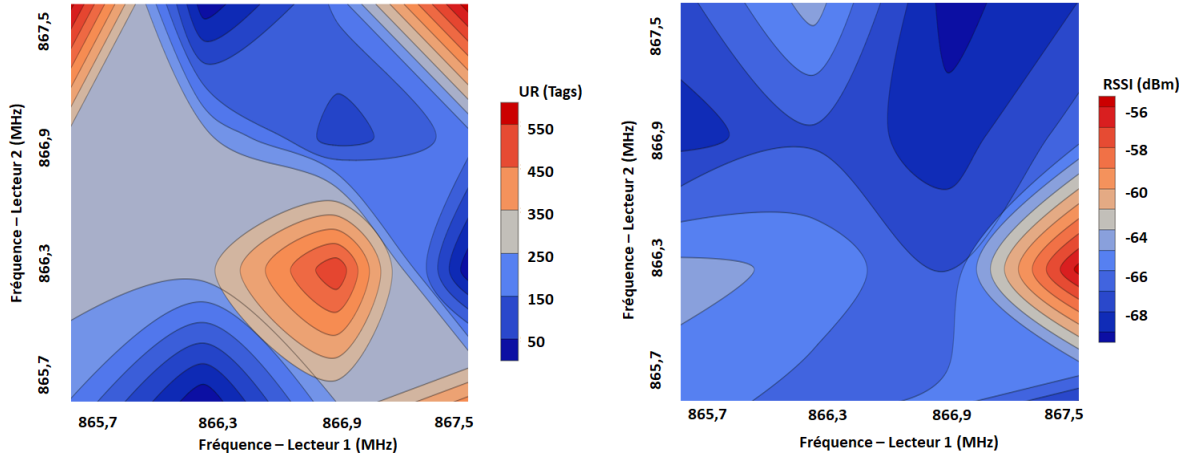 867,5
866,9
866,3
865,7
Fréquence – Lecteur 2 (MHz)
865,7 866,3 866,9 867,5
Fréquence – Lecteur 1 (MHz)
UR (Tags)
550
450
350
250
150
50
867,5
866,9
866,3
865,7
Fréquence – Lecteur 2 (MHz)
865,7 866,3 866,9 867,5
Fréquence – Lecteur 1 (MHz)
RSSI (dBm)
-56
-58
-60
-64
-66
-68